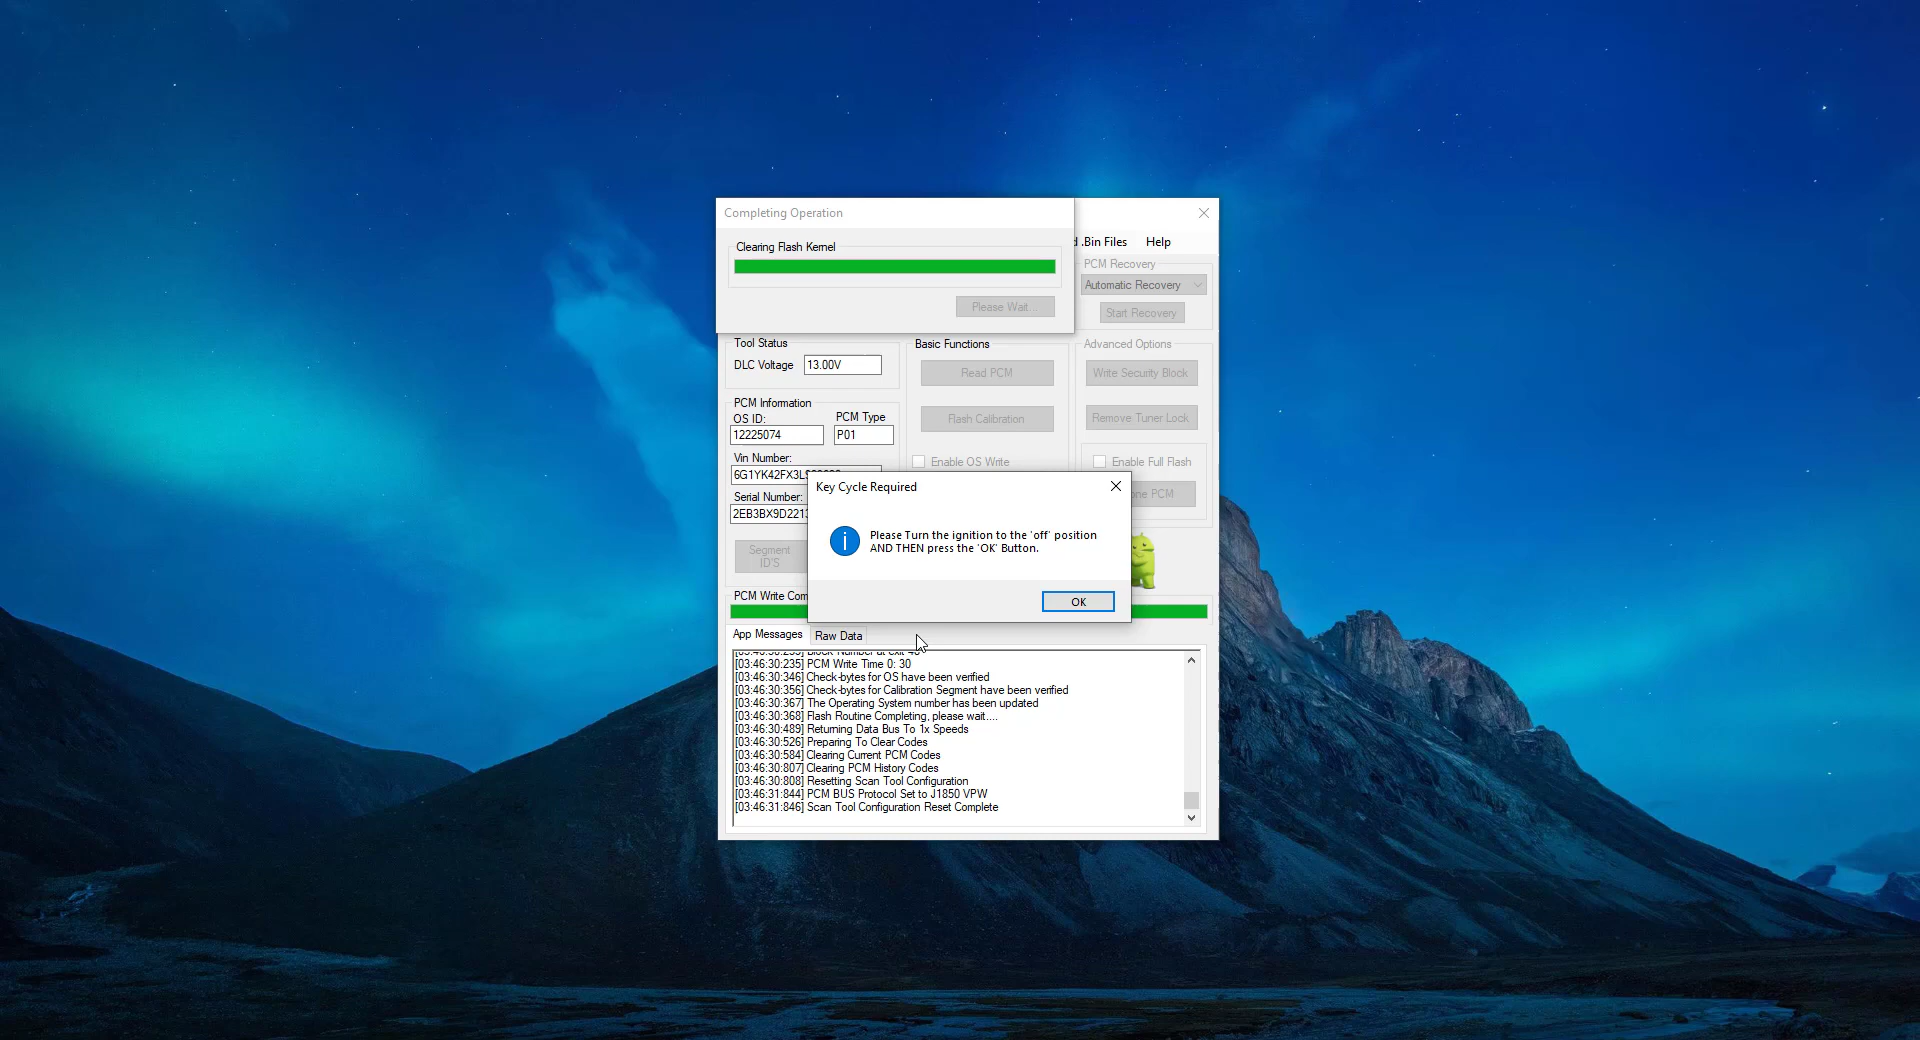 Completing Operation
Clearing Flash Kernel
Please Wait...
.Bin Files Help
PCM Recovery
Automatic Recovery
Start Recovery
Tool Status
DLC Voltage 13.00V
Basic Functions
Read PCM
Flash Calibration
Enable OS Write
Advanced Options
Write Security Block
Remove Tuner Lock
Enable Full Flash
PCM
PCM Information
OS ID:
PCM Type
12225074
P01
Vin Number:
Serial Number:
Segment
ID'S
Key Cycle Required
Please Turn the ignition to the 'off' position
AND THEN press the 'OK' Button.
OK
PCM Write
App Messages Raw Data
[03:46:30:235] PCM Write Time 0: 30
[03:46:30:346] Check-bytes for OS have been verified
[03:46:30:356] Check-bytes for Calibration Segment have been verified
[03:46:30:367] The Operating System number has been updated
[03:46:30:368] Flash Routine Completing, please wait....
[03:46:30:489] Returning Data Bus To 1x Speeds
[03:46:30:526] Preparing To Clear Codes
[03:46:30:584] Clearing Current PCM Codes
[03:46:30:807] Clearing PCM History Codes
[03:46:30:808] Resetting Scan Tool Configuration
[03:46:31:844] PCM BUS Protocol Set to J1850 VPW
[03:46:31:846] Scan Tool Configuration Reset Complete